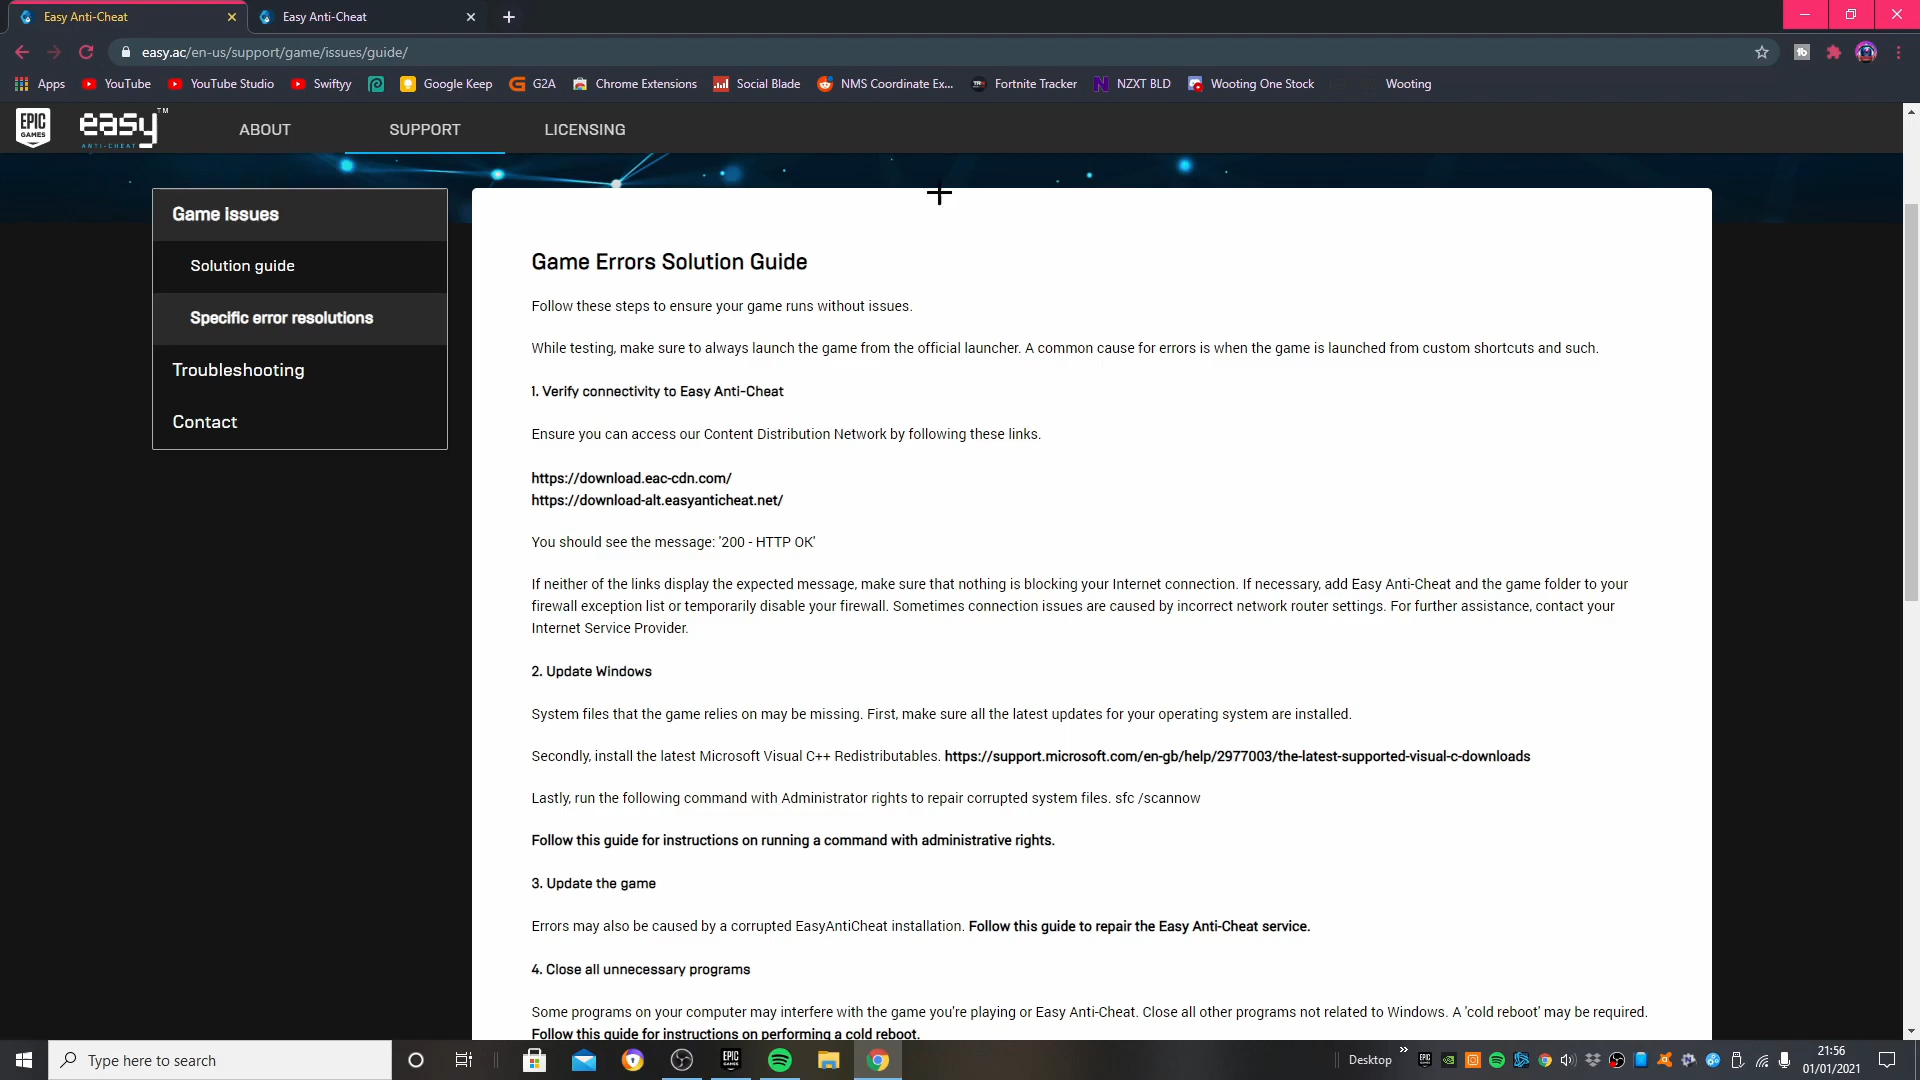 Easy Anti-Cheat
Easy Anti-Cheat
easy.ac/en-us/support/game/issues/guide/
Apps YouTube YouTube Studio Swiftyy Google Keep G2A Chrome Extensions Social Blade NMS Coordinate Ex... Fortnite Tracker NZXT BLD Wooting One Stock Wooting
EPIC GAMES easy™ ANTI-CHEAT ABOUT SUPPORT LICENSING
Game issues
Solution guide
Specific error resolutions
Troubleshooting
Contact
Game Errors Solution Guide
Follow these steps to ensure your game runs without issues.
While testing, make sure to always launch the game from the official launcher. A common cause for errors is when the game is launched from custom shortcuts and such.
1. Verify connectivity to Easy Anti-Cheat
Ensure you can access our Content Distribution Network by following these links.
https://download.eac-cdn.com/
https://download-alt.easyanticheat.net/
You should see the message: '200 - HTTP OK'
If neither of the links display the expected message, make sure that nothing is blocking your Internet connection. If necessary, add Easy Anti-Cheat and the game folder to your
firewall exception list or temporarily disable your firewall. Sometimes connection issues are caused by incorrect network router settings. For further assistance, contact your
Internet Service Provider.
2. Update Windows
System files that the game relies on may be missing. First, make sure all the latest updates for your operating system are installed.
Secondly, install the latest Microsoft Visual C++ Redistributables. https://support.microsoft.com/en-gb/help/2977003/the-latest-supported-visual-c-downloads
Lastly, run the following command with Administrator rights to repair corrupted system files. sfc /scannow
Follow this guide for instructions on running a command with administrative rights.
3. Update the game
Errors may also be caused by a corrupted EasyAntiCheat installation. Follow this guide to repair the Easy Anti-Cheat service.
4. Close all unnecessary programs
Some programs on your computer may interfere with the game you're playing or Easy Anti-Cheat. Close all other programs not related to Windows. A 'cold reboot' may be required.
Follow this guide for instructions on performing a cold reboot.
Type here to search
EPIC
Desktop
21:56
01/01/2021